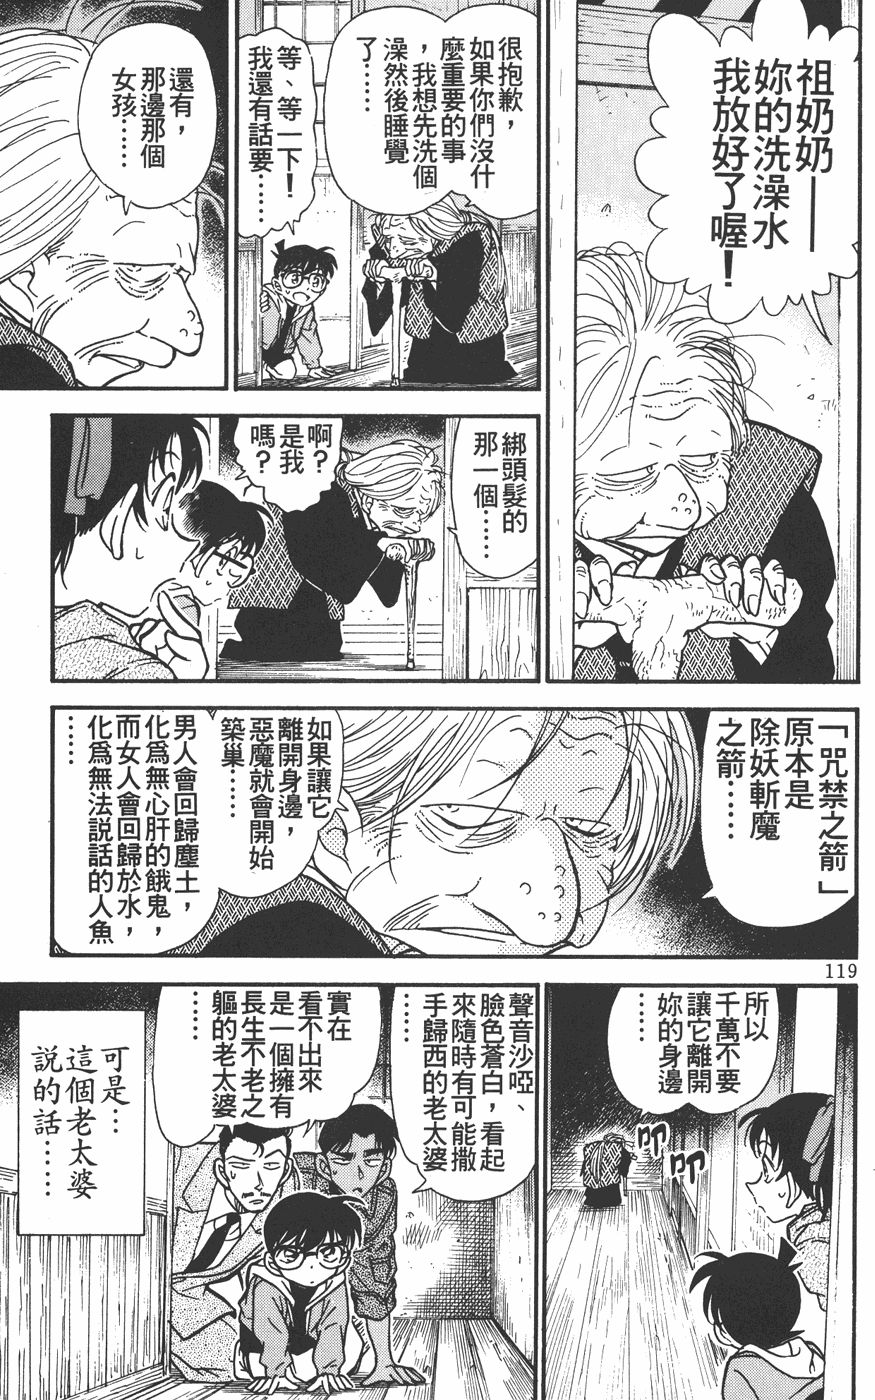 祖奶奶──
妳的洗澡水
我放好了喔！
很抱歉，
如果你們沒什
麼重要的事
，我想先洗個
澡然後睡覺
了……
等、等一下！
我還有話要……
還有，
那邊那個
女孩……
綁頭髮的
那一個……
啊？
是我
嗎？
「咒禁之箭」
原本是
除妖斬魔
之箭……
如果讓它
離開身邊，
惡魔就會開始
築巢……
男人會回歸塵土，
化爲無心肝的餓鬼，
而女人會回歸於水，
化爲無法説話的人魚
……
119
所以
千萬不要
讓它離開
妳的身邊
……
叩
叩
聲音沙啞、
臉色蒼白，看起
來隨時有可能撒
手歸西的老太婆
……
實在
看不出來
是一個擁有
長生不老之
軀的老太婆
……
可是…
這個老太婆
説的話……